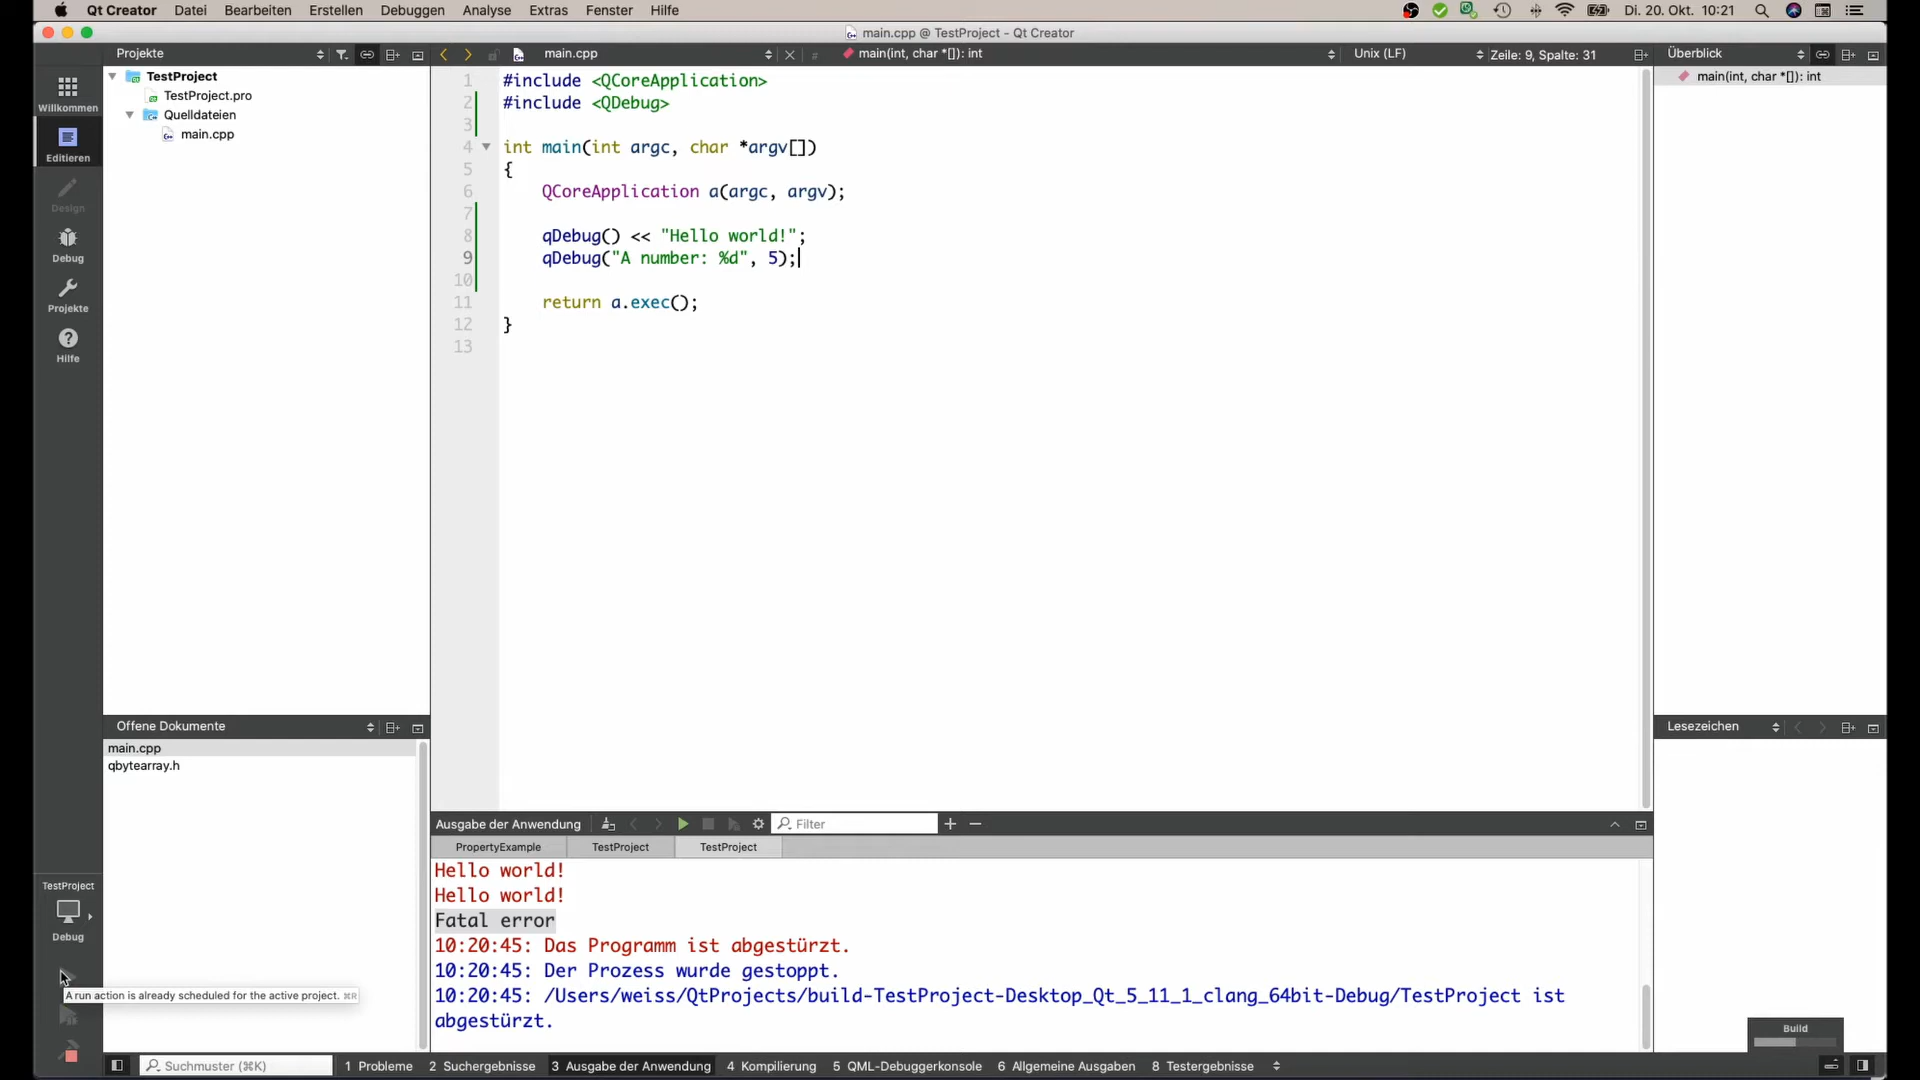 Qt Creator Datei Bearbeiten Erstellen Debuggen Analyse Extras Fenster Hilfe Di. 20. Okt. 10:21
main.cpp @ TestProject - Qt Creator
Projekte main.cpp # main(int, char *[]): int Unix (LF) Zeile: 9, Spalte: 31 Überblick
Willkommen
Editieren
Design
Debug
Projekte
Hilfe
TestProject
TestProject.pro
Quelldateien
main.cpp
1 #include <QCoreApplication>
2 #include <QDebug>
3
4 int main(int argc, char *argv[])
5 {
6 QCoreApplication a(argc, argv);
7
8 qDebug() << "Hello world!";
9 qDebug("A number: %d", 5);
10
11 return a.exec();
12 }
13
main(int, char *[]): int
Offene Dokumente
main.cpp
qbytearray.h
Lesezeichen
Ausgabe der Anwendung Filter
PropertyExample TestProject TestProject
Hello world!
Hello world!
Fatal error
10:20:45: Das Programm ist abgestürzt.
10:20:45: Der Prozess wurde gestoppt.
10:20:45: /Users/weiss/QtProjects/build-TestProject-Desktop_Qt_5_11_1_clang_64bit-Debug/TestProject ist
abgestürzt.
TestProject
Debug
A run action is already scheduled for the active project. ⌘R
Build
Suchmuster (⌘K) 1 Probleme 2 Suchergebnisse 3 Ausgabe der Anwendung 4 Kompilierung 5 QML-Debuggerkonsole 6 Allgemeine Ausgaben 8 Testergebnisse